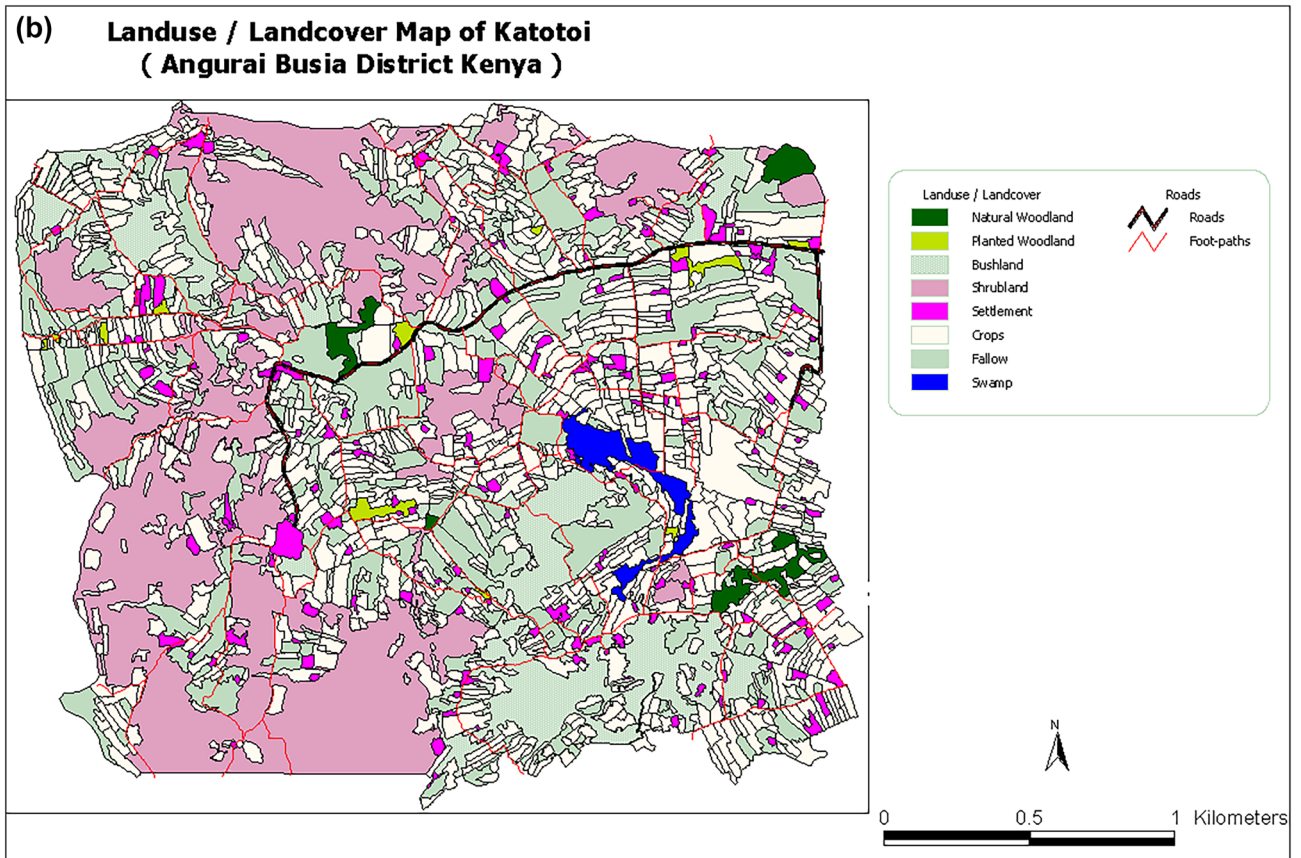 (b)
Landuse / Landcover Map of Katotoi
( Angurai Busia District Kenya )
Landuse / Landcover
Natural Woodland
Planted Woodland
Bushland
Shrubland
Settlement
Crops
Fallow
Swamp
Roads
Roads
Foot-paths
N
0 0.5 1 Kilometers